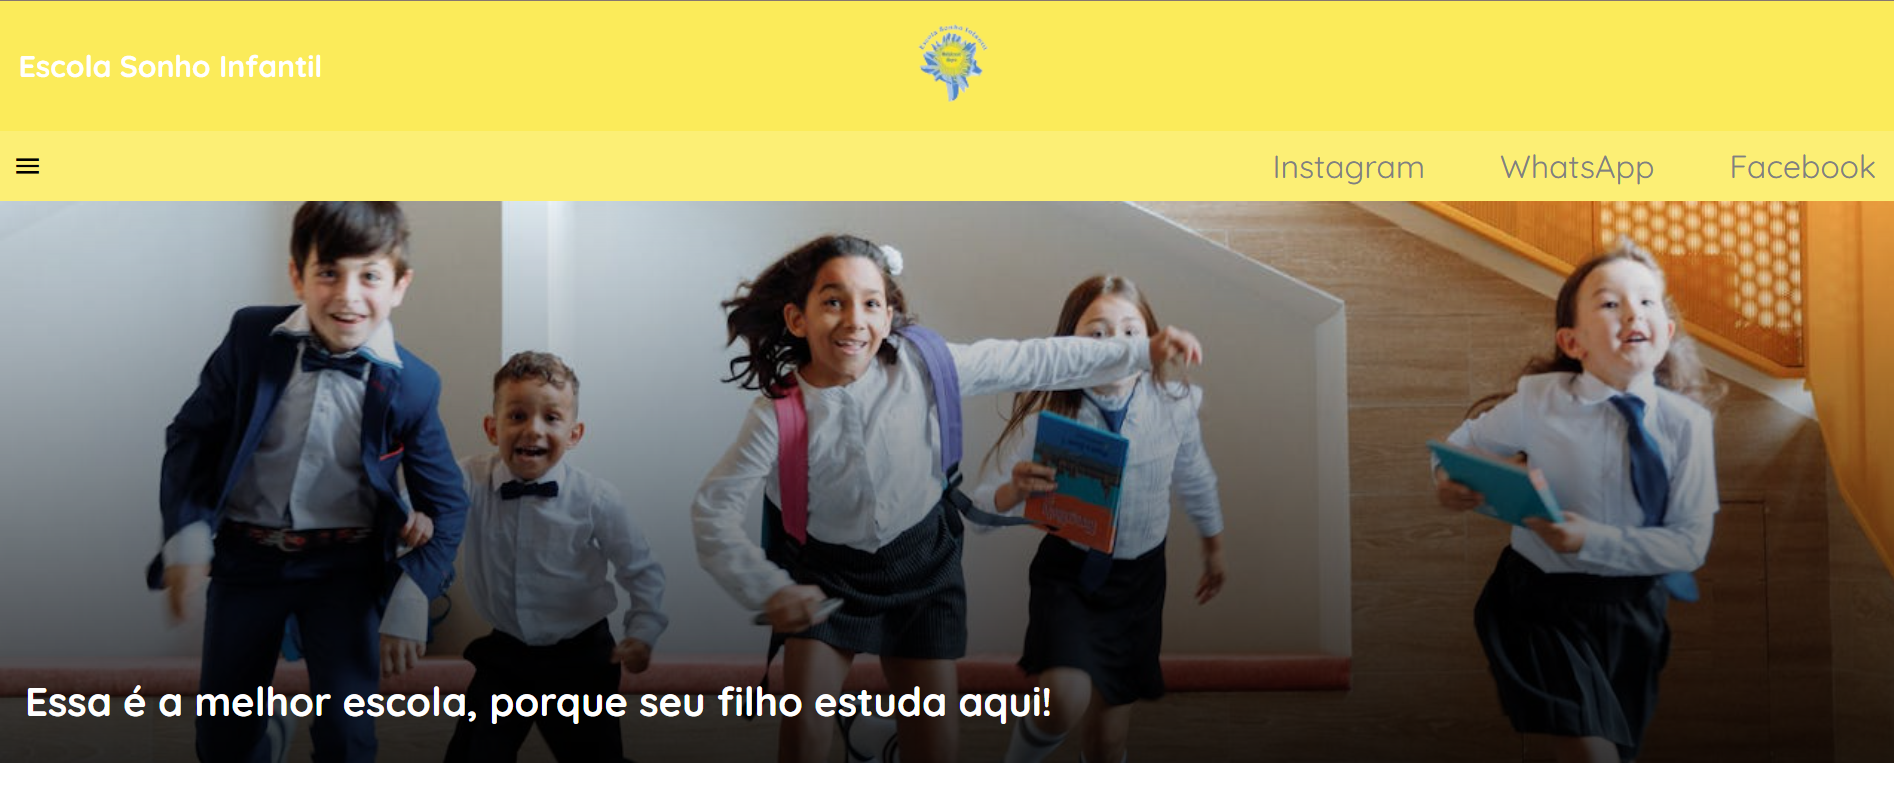 Escola Sonho Infantil
Escola Sonho Infantil
Instagram
WhatsApp
Facebook
Essa é a melhor escola, porque seu filho estuda aqui!